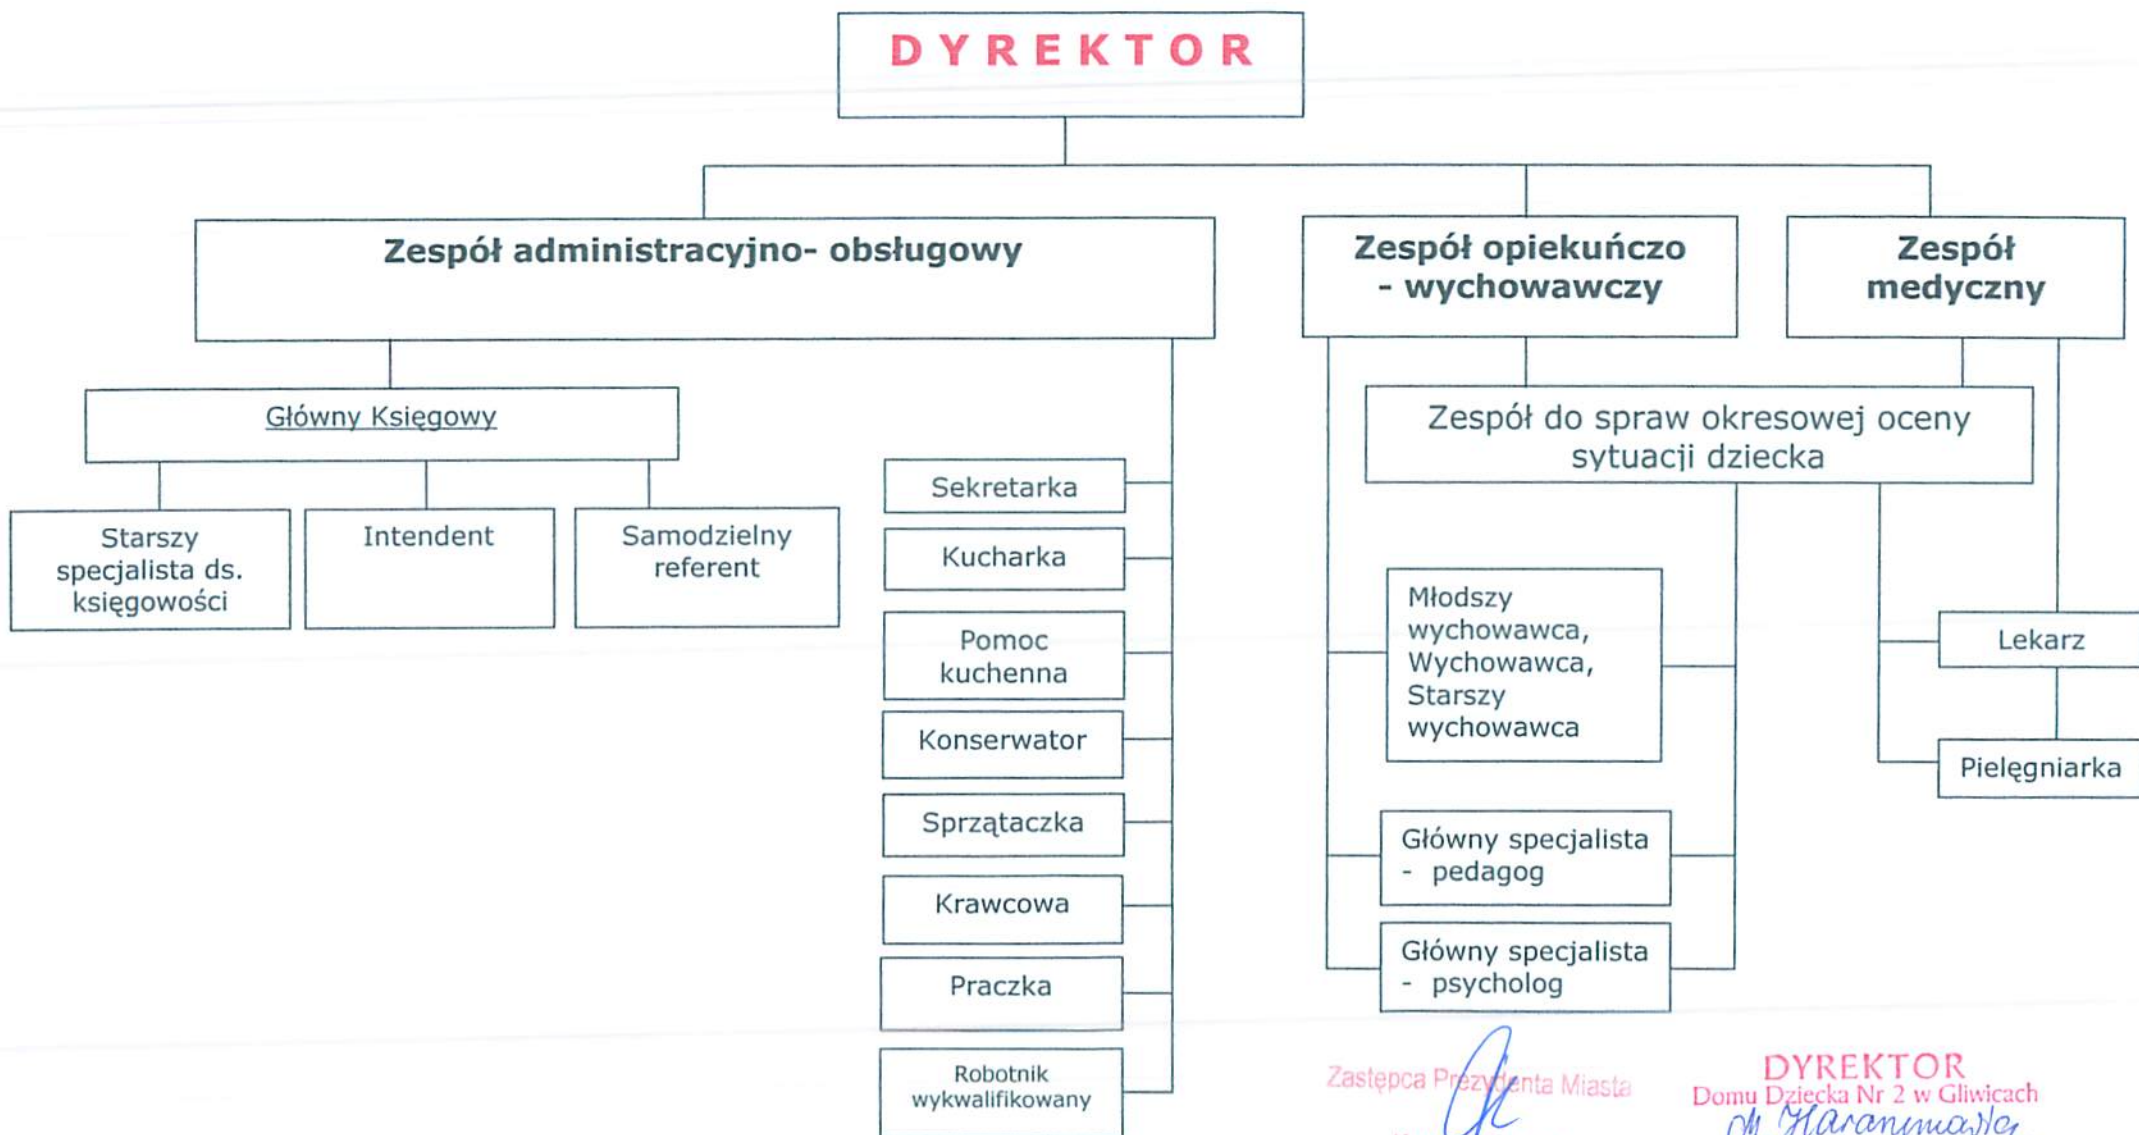 DYREKTOR
Zespół administracyjno- obsługowy
Zespół opiekuńczo
- wychowawczy
Zespół
medyczny
Główny Księgowy
Zespół do spraw okresowej oceny
sytuacji dziecka
Starszy
specjalista ds.
księgowości
Intendent
Samodzielny
referent
Sekretarka
Kucharka
Pomoc
kuchenna
Konserwator
Sprzątaczka
Krawcowa
Praczka
Robotnik
wykwalifikowany
Młodszy
wychowawca,
Wychowawca,
Starszy
wychowawca
Główny specjalista
- pedagog
Główny specjalista
- psycholog
Lekarz
Pielęgniarka
Zastępca Prezydenta Miasta
DYREKTOR
Domu Dziecka Nr 2 w Gliwicach